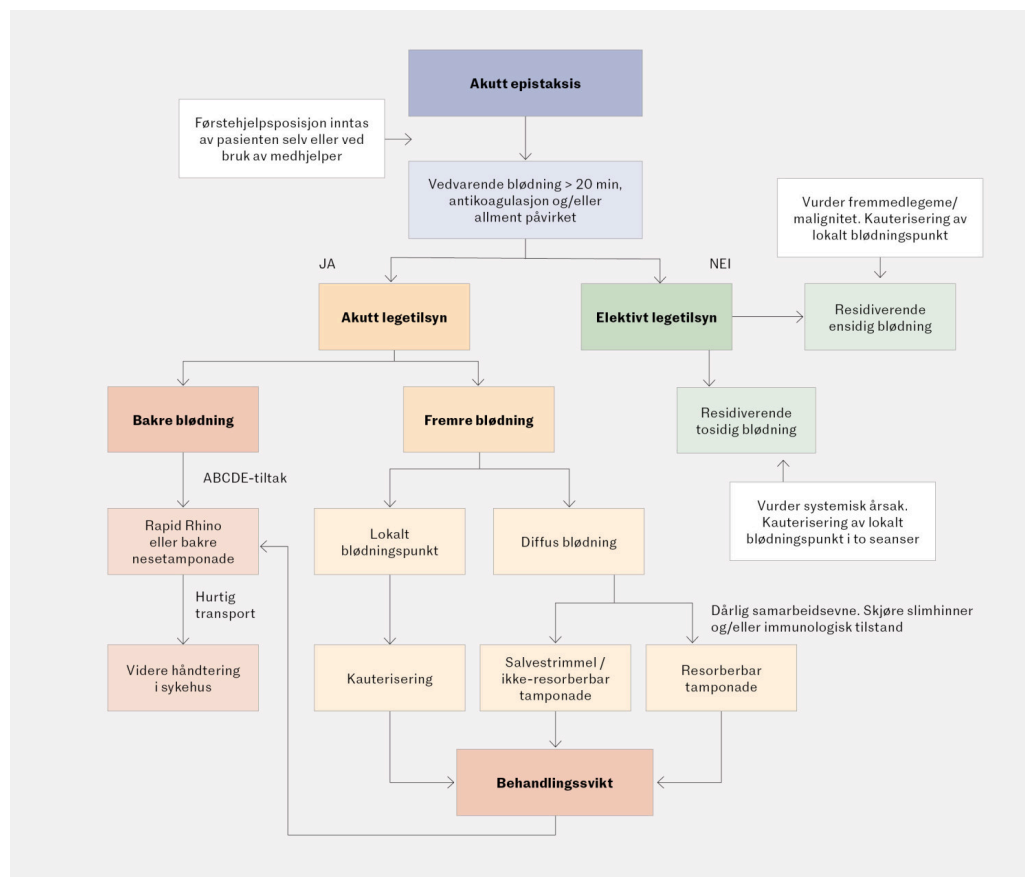 Akutt epistaksis
Førstehjelpsposisjon inntas
av pasienten selv eller ved
bruk av medhjelper
Vedvarende blødning > 20 min,
antikoagulasjon og/eller
allment påvirket
Vurder fremmedlegeme/
malignitet. Kauterisering av
lokalt blødningspunkt
JA
NEI
Akutt legetilsyn
Elektivt legetilsyn
Residiverende
ensidig blødning
Bakre blødning
Fremre blødning
Residiverende
tosidig blødning
ABCDE-tiltak
Vurder systemisk årsak.
Kauterisering av lokalt
blødningspunkt i to seanser
Rapid Rhino
eller bakre
nesetamponade
Lokalt
blødningspunkt
Diffus blødning
Hurtig
transport
Dårlig samarbeidsevne. Skjøre slimhinner
og/eller immunologisk tilstand
Videre håndtering
i sykehus
Kauterisering
Salvestrimmel /
ikke-resorberbar
tamponade
Resorberbar
tamponade
Behandlingssvikt